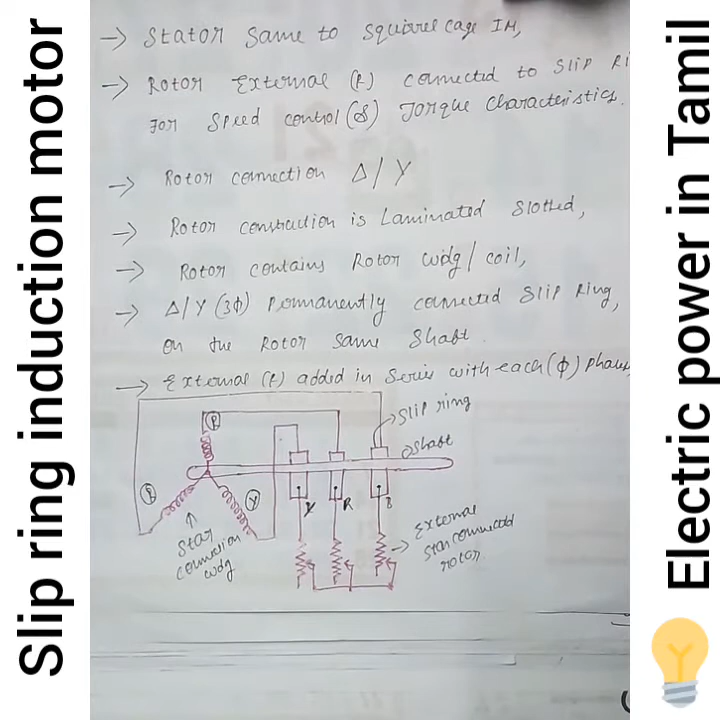 Slip ring induction motor
→ Stator same to squirrel cage IM,
→ Rotor External (R) connected to Slip Ri
For speed control (&) Torque characteristics.
→ Rotor connection Δ/Y
→ Rotor construction is Laminated slotted,
→ Rotor contains Rotor wdg/coil,
→ Δ/Y (3ϕ) Permanently connected Slip Ring,
on the Rotor same shaft.
→ External (R) added in Series with each (ϕ) phase,
slip ring
shaft
R
B
Y
Y R B
Star
connection
wdg
External
star connected
rotor
Electric power in Tamil